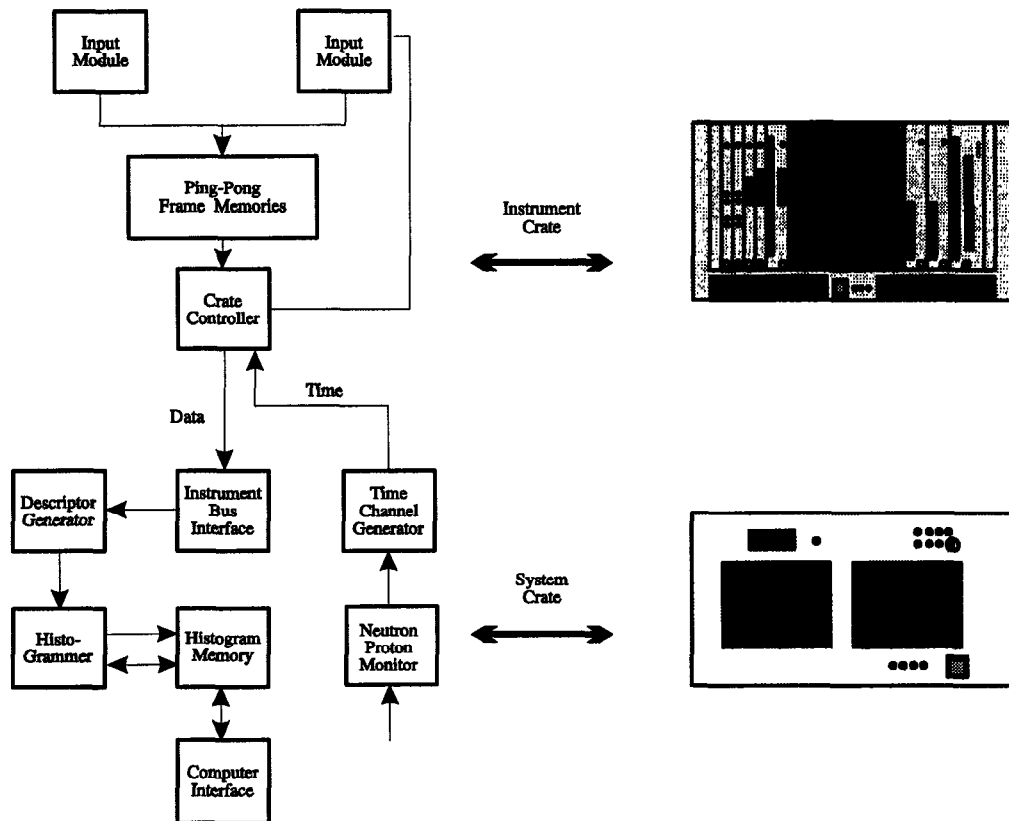 Input
Module
Input
Module
Ping-Pong
Frame Memories
Instrument
Crate
Crate
Controller
Time
Data
Descriptor
Generator
Instrument
Bus
Interface
Time
Channel
Generator
System
Crate
Histo-
Grammer
Histogram
Memory
Neutron
Proton
Monitor
Computer
Interface